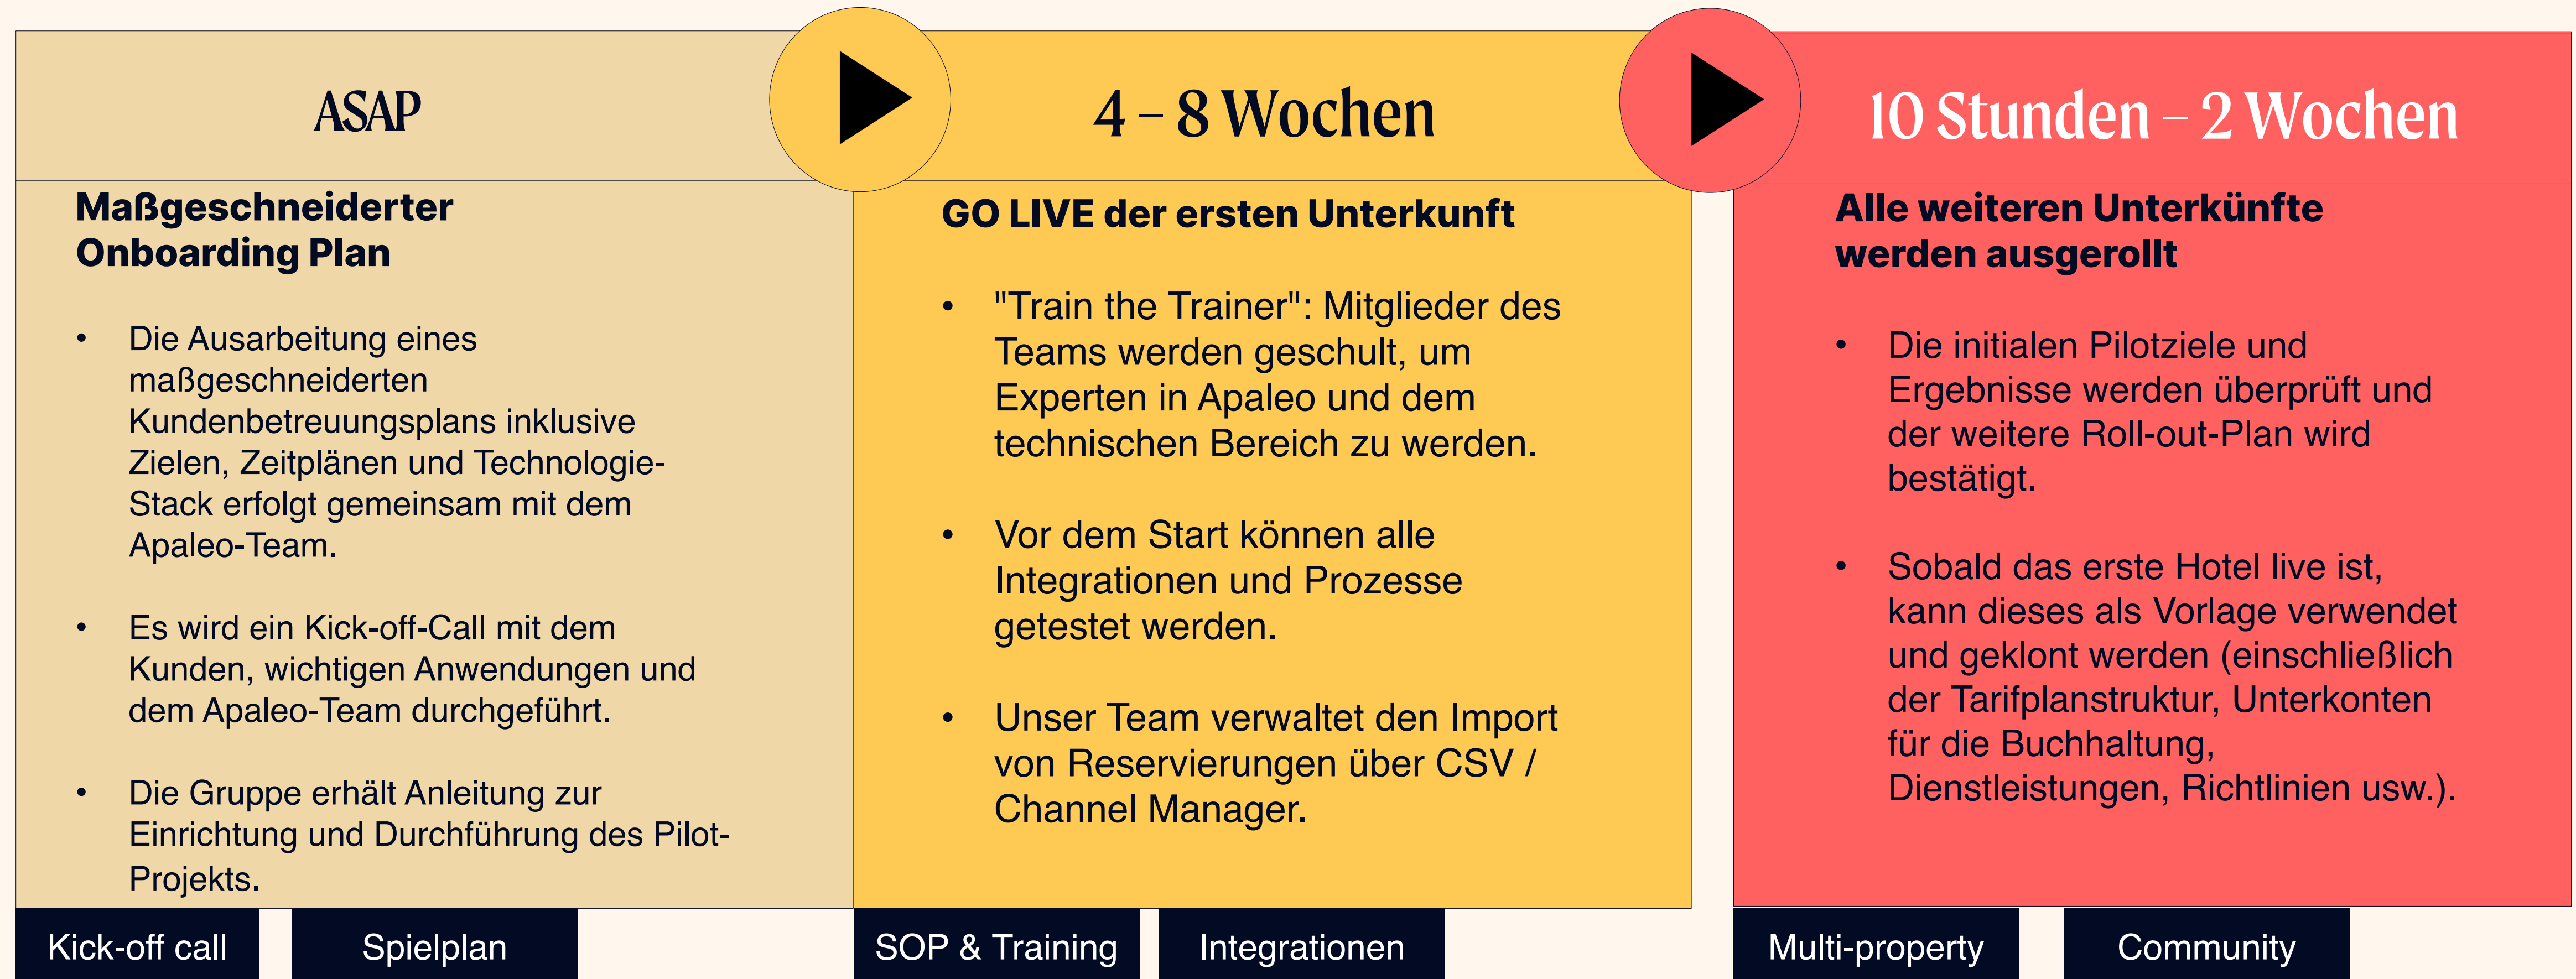 ASAP
Maßgeschneiderter
Onboarding Plan
• Die Ausarbeitung eines
maßgeschneiderten
Kundenbetreuungsplans inklusive
Zielen, Zeitplänen und Technologie-
Stack erfolgt gemeinsam mit dem
Apaleo-Team.
• Es wird ein Kick-off-Call mit dem
Kunden, wichtigen Anwendungen und
dem Apaleo-Team durchgeführt.
• Die Gruppe erhält Anleitung zur
Einrichtung und Durchführung des Pilot-
Projekts.
Kick-off call
Spielplan
4 – 8 Wochen
GO LIVE der ersten Unterkunft
• "Train the Trainer": Mitglieder des
Teams werden geschult, um
Experten in Apaleo und dem
technischen Bereich zu werden.
• Vor dem Start können alle
Integrationen und Prozesse
getestet werden.
• Unser Team verwaltet den Import
von Reservierungen über CSV /
Channel Manager.
SOP & Training
Integrationen
10 Stunden – 2 Wochen
Alle weiteren Unterkünfte
werden ausgerollt
• Die initialen Pilotziele und
Ergebnisse werden überprüft und
der weitere Roll-out-Plan wird
bestätigt.
• Sobald das erste Hotel live ist,
kann dieses als Vorlage verwendet
und geklont werden (einschließlich
der Tarifplanstruktur, Unterkonten
für die Buchhaltung,
Dienstleistungen, Richtlinien usw.).
Multi-property
Community